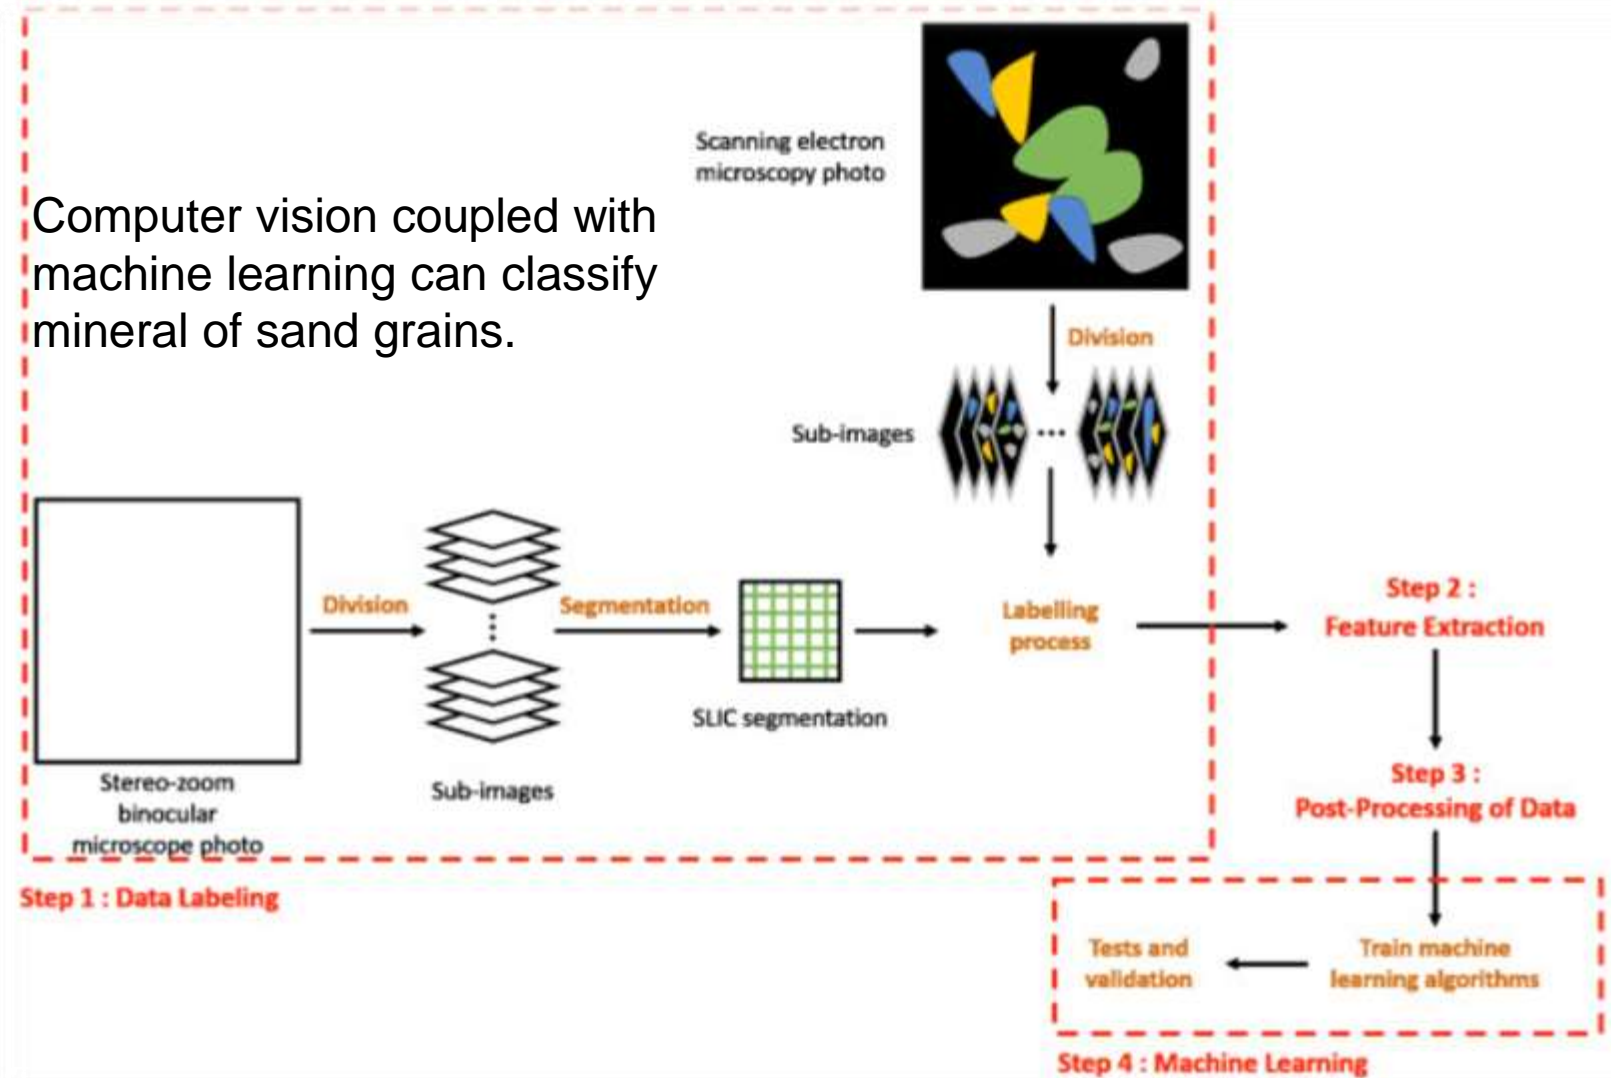 Computer vision coupled with
machine learning can classify
mineral of sand grains.
Scanning electron
microscopy photo
Division
Sub-images
Stereo-zoom
binocular
microscope photo
Division
Sub-images
Segmentation
SLIC segmentation
Labelling
process
Step 1 : Data Labeling
Step 2 :
Feature Extraction
Step 3 :
Post-Processing of Data
Train machine
learning algorithms
Tests and
validation
Step 4 : Machine Learning